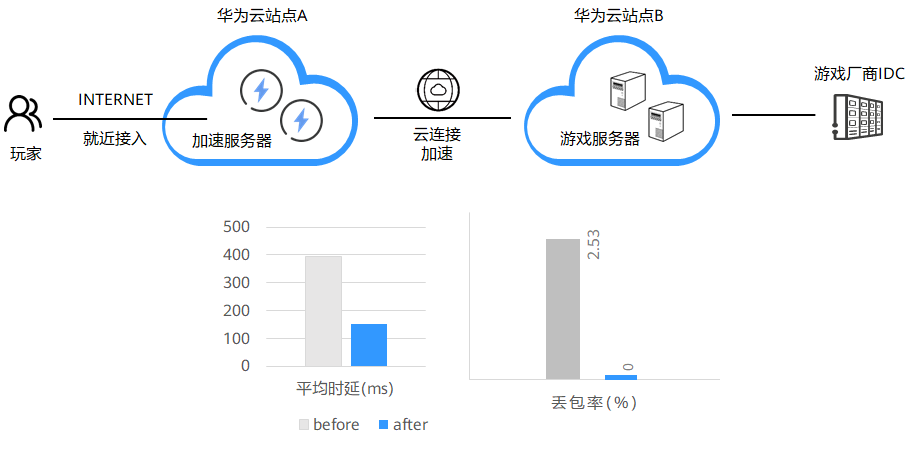 华为云站点A
华为云站点B
游戏厂商IDC
INTERNET
就近接入
玩家
加速服务器
云连接
加速
游戏服务器
500
400
300
200
100
0
平均时延(ms)
before
after
2.53
0
丢包率(%)